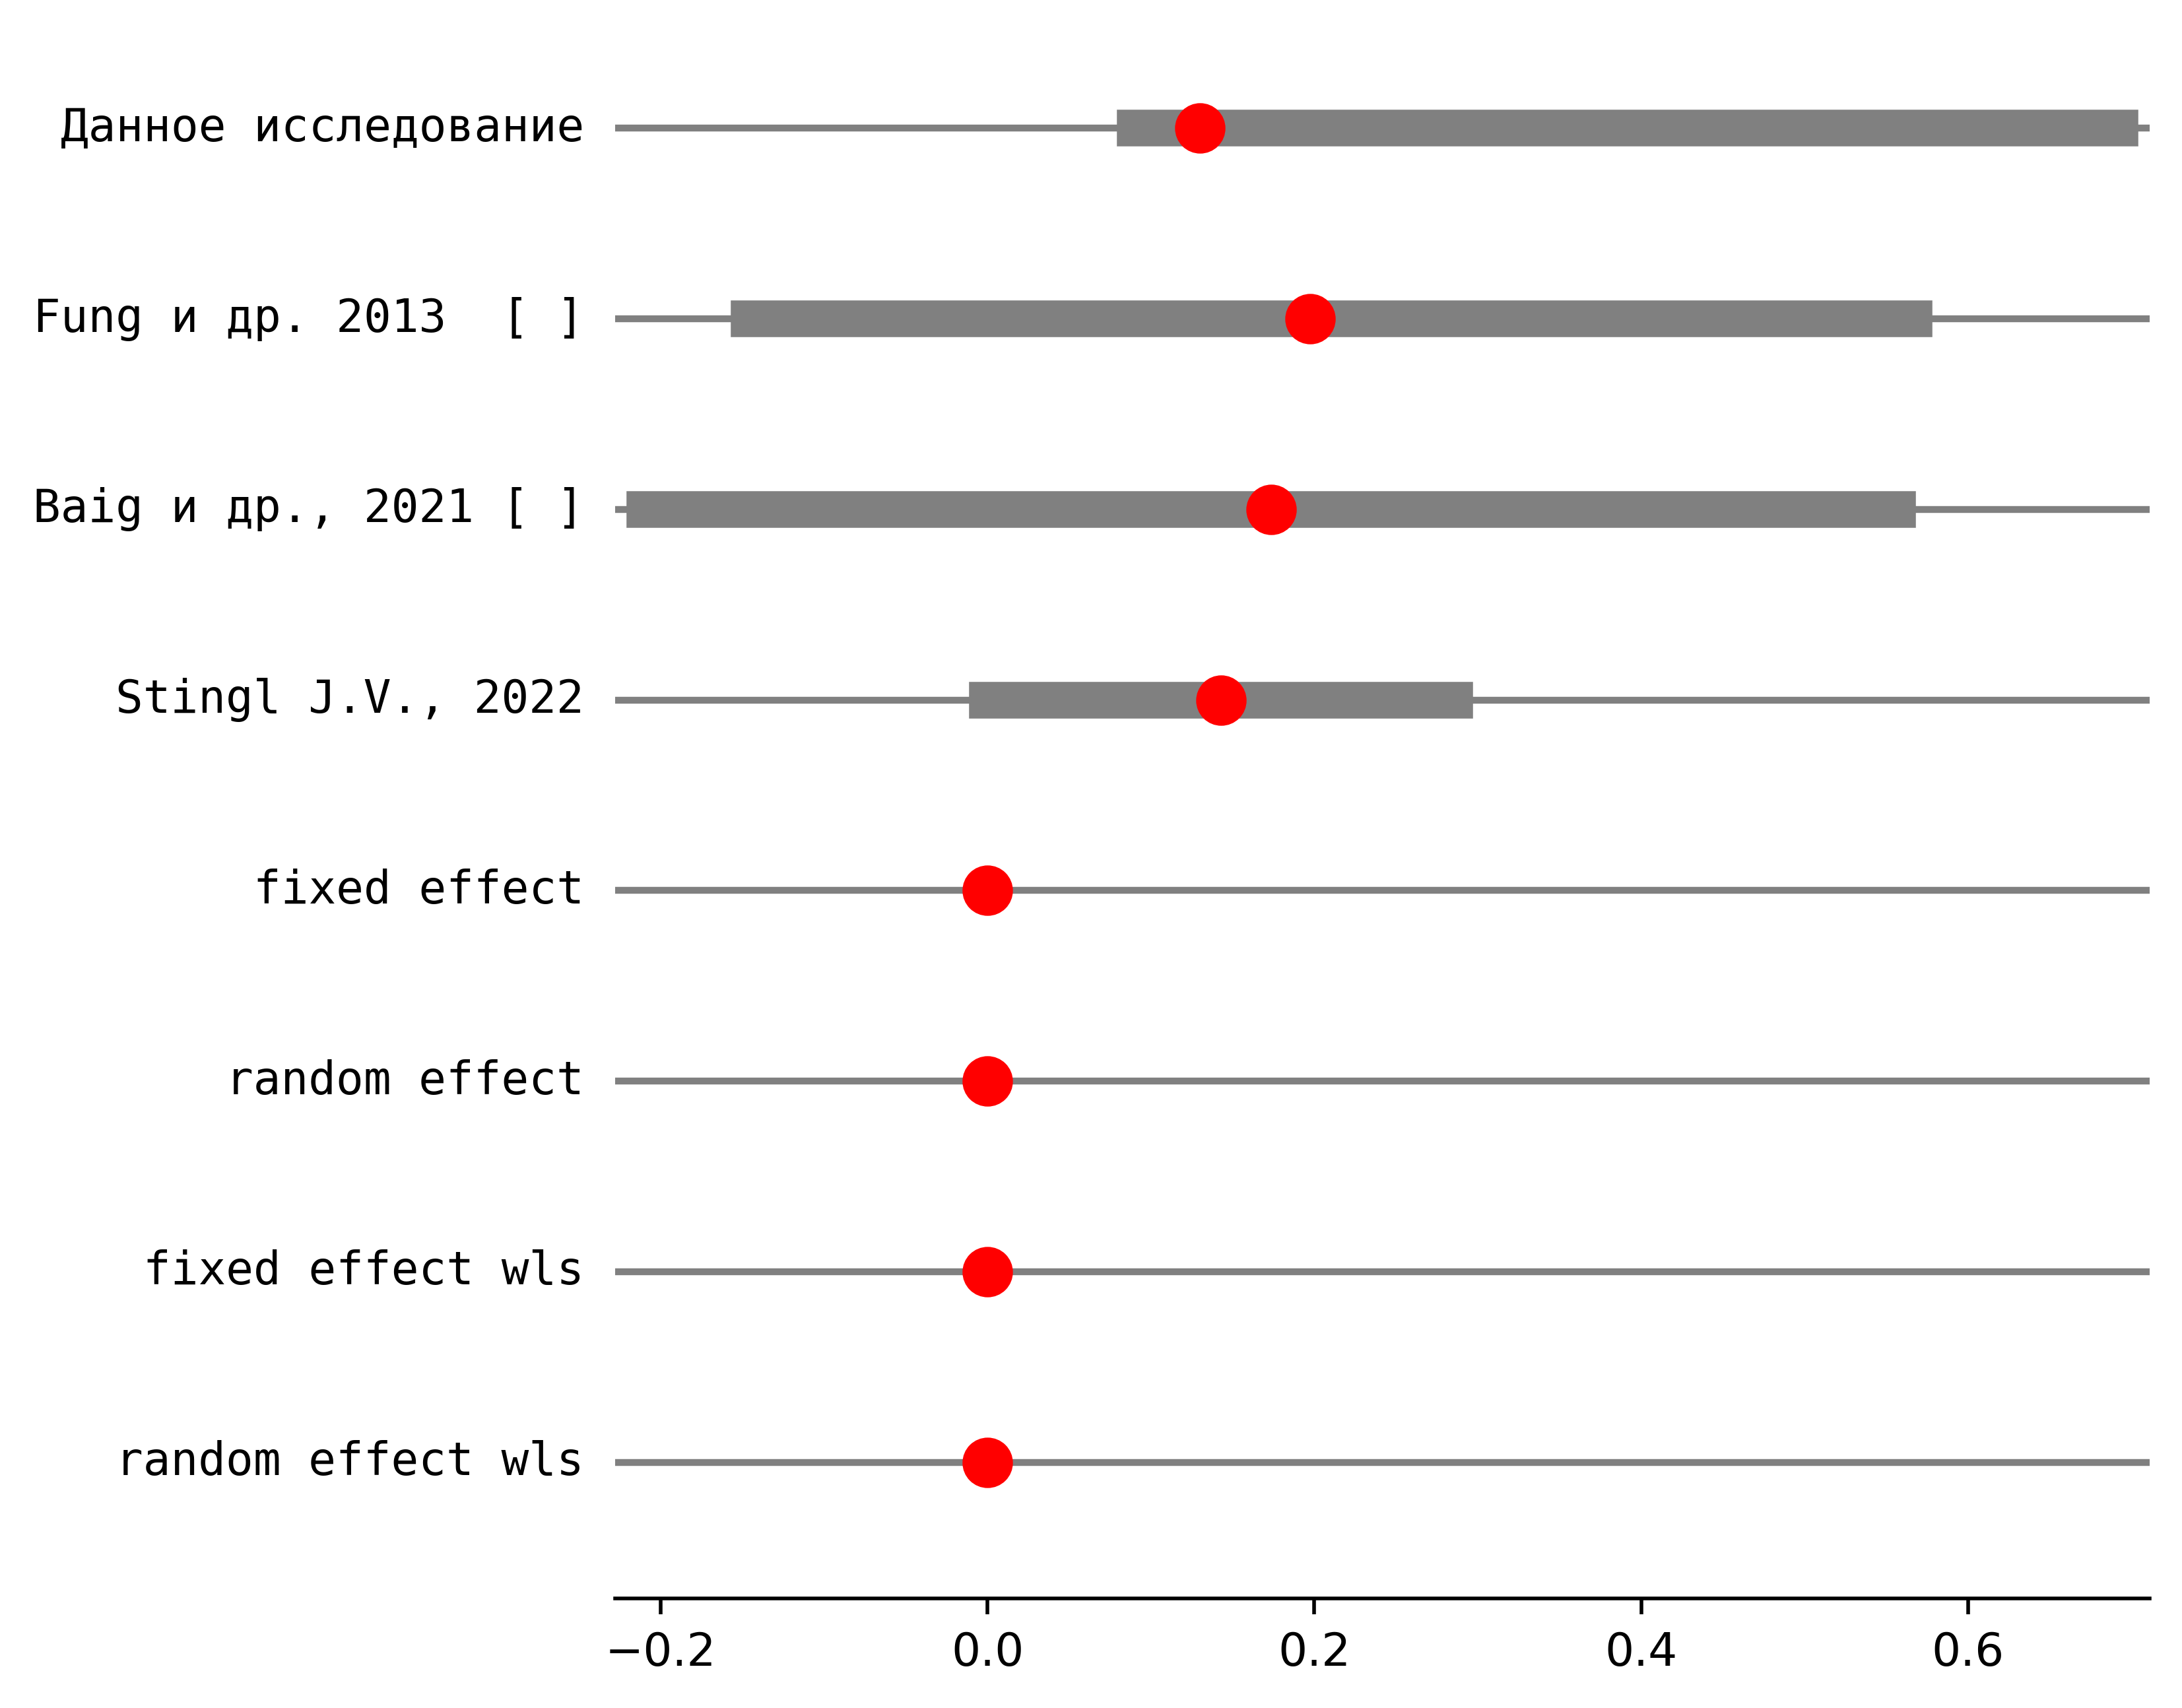 Данное исследование
Fung и др. 2013  [ ]
Baig и др., 2021 [ ]
Stingl J.V., 2022
fixed effect
random effect
fixed effect wls
random effect wls
−0.2 0.0 0.2 0.4 0.6